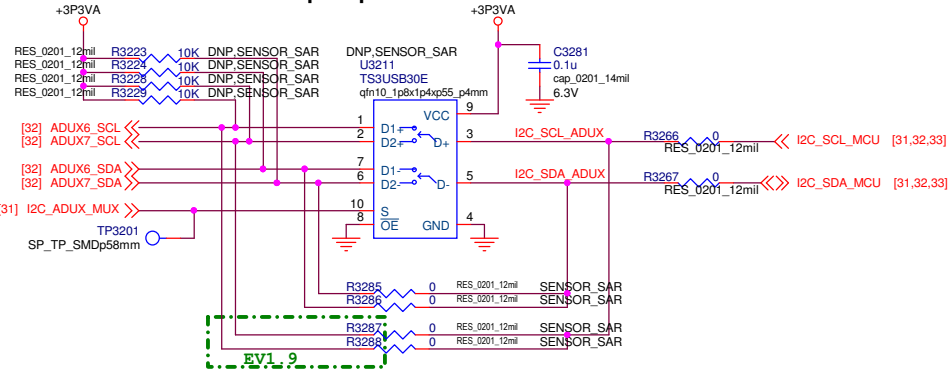 +3P3VA
+3P3VA
RES_0201_12mil R3223 10K DNP,SENSOR_SAR
RES_0201_12mil R3224 10K DNP,SENSOR_SAR
RES_0201_12mil R3228 10K DNP,SENSOR_SAR
RES_0201_12mil R3229 10K DNP,SENSOR_SAR
DNP,SENSOR_SAR
U3211
TS3USB30E
qfn10_1p8x1p4xp55_p4mm
C3281
0.1u
cap_0201_14mil
6.3V
VCC 9
[32] ADUX6_SCL 1 D1+
[32] ADUX7_SCL 2 D2+ D+ 3 I2C_SCL_ADUX R3266 0 RES_0201_12mil I2C_SCL_MCU [31,32,33]
[32] ADUX6_SDA 7 D1-
[32] ADUX7_SDA 6 D2- D- 5 I2C_SDA_ADUX R3267 0 RES_0201_12mil I2C_SDA_MCU [31,32,33]
[31] I2C_ADUX_MUX 10 S
8 OE GND 4
TP3201
SP_TP_SMDp58mm
R3285 0 RES_0201_12mil SENSOR_SAR
R3286 0 RES_0201_12mil SENSOR_SAR
R3287 0 RES_0201_12mil SENSOR_SAR
R3288 0 RES_0201_12mil SENSOR_SAR
EV1.9